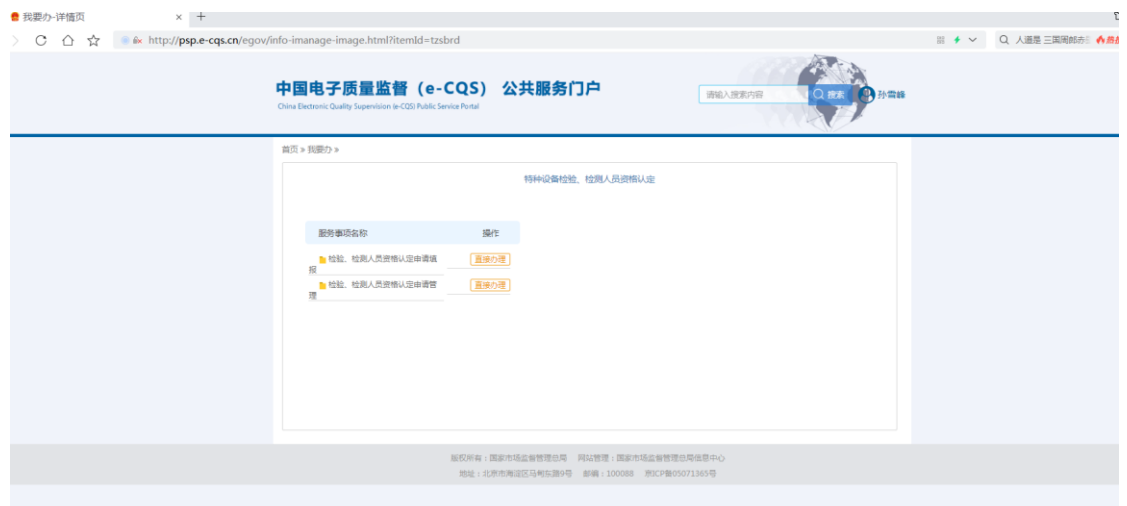 我要办-详情页
http://psp.e-cqs.cn/egov/info-imanage-image.html?itemId=tzsbrd
人道是 三国周郎赤
中国电子质量监督（e-CQS） 公共服务门户
China Electronic Quality Supervision (e-CQS) Public Service Portal
请输入搜索内容
搜索
孙雪峰
首页 » 我要办 »
特种设备检验、检测人员资格认定
服务事项名称 操作
检验、检测人员资格认定申请填 直接办理
报
检验、检测人员资格认定申请管 直接办理
理
版权所有：国家市场监督管理总局 网站管理：国家市场监督管理总局信息中心
地址：北京市海淀区马甸东路9号 邮编：100088 京ICP备05071365号